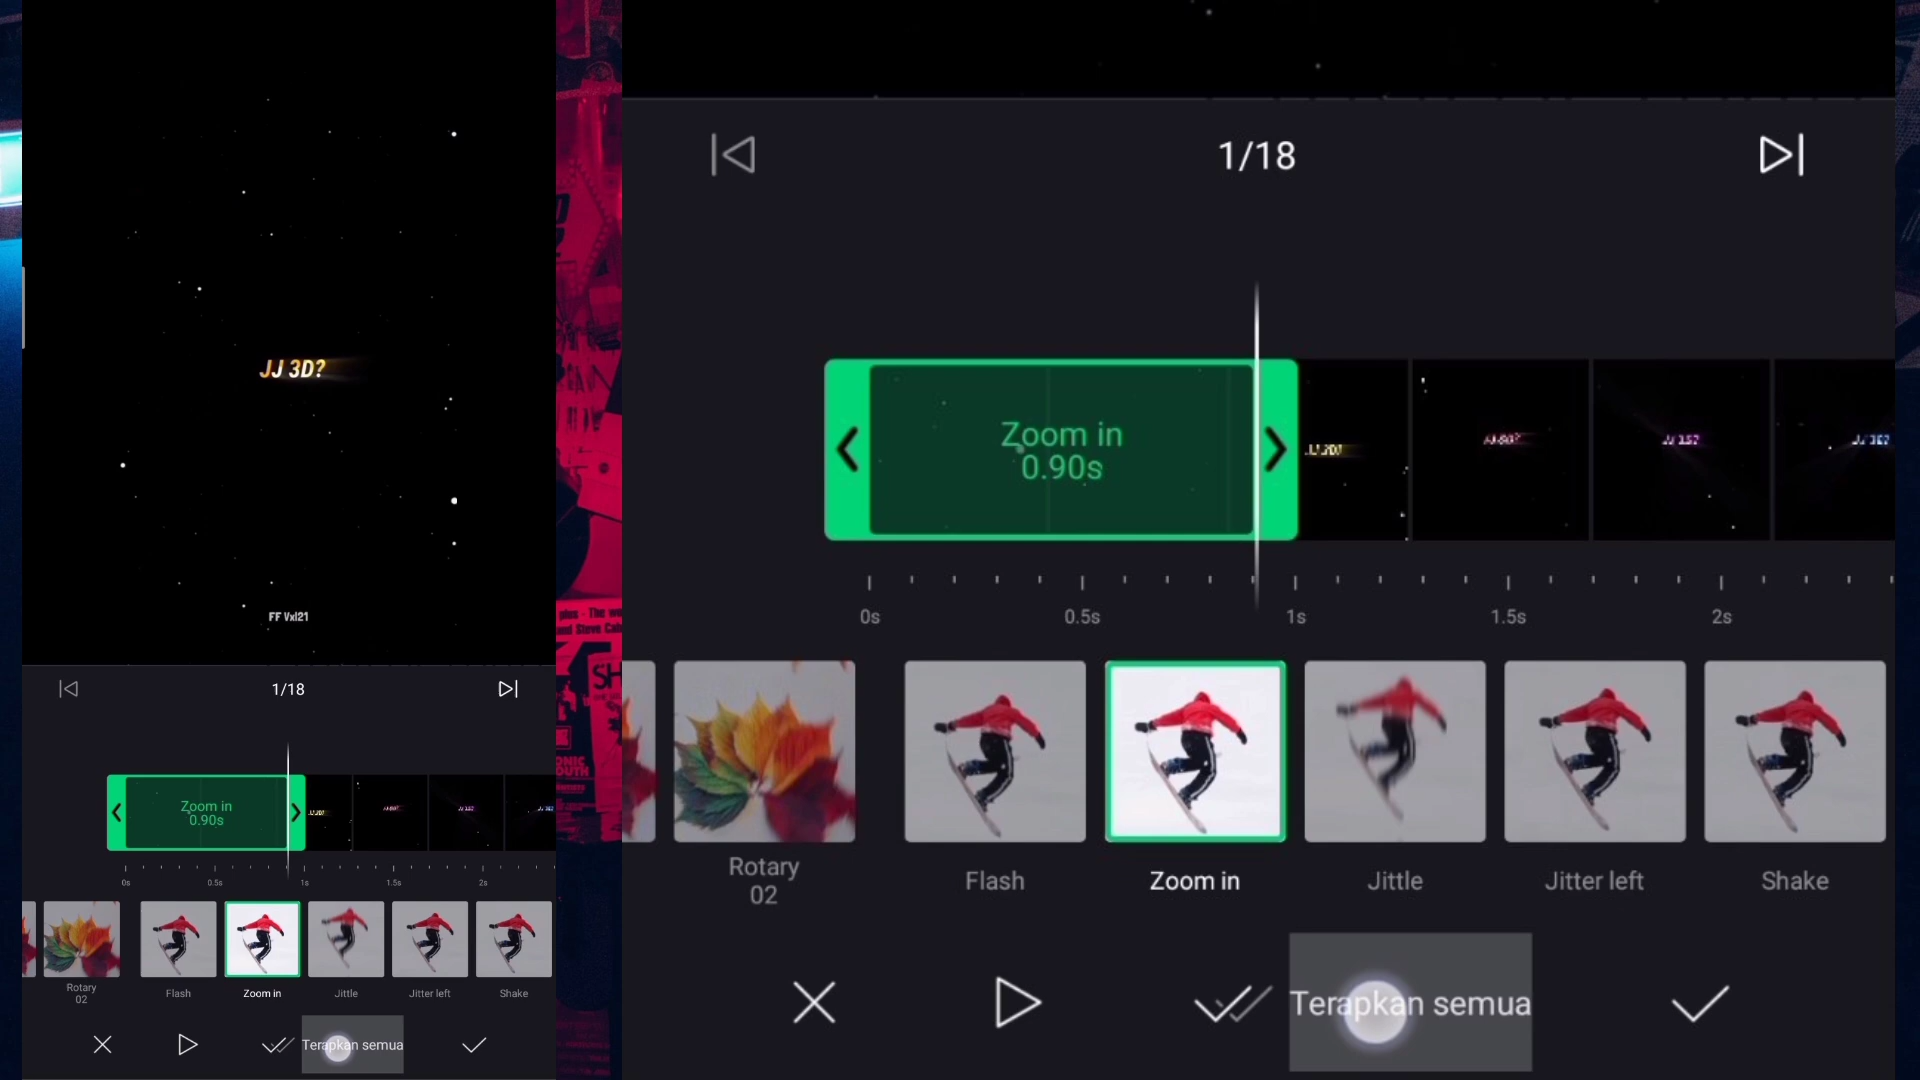 JJ 3D?
FF Vxl21
1/18
Zoom in
0.90s
0s
0.5s
1s
1.5s
2s
Rotary
02
Flash
Zoom in
Jittle
Jitter left
Shake
Terapkan semua
1/18
Zoom in
0.90s
0s
0.5s
1s
1.5s
2s
Rotary
02
Flash
Zoom in
Jittle
Jitter left
Shake
Terapkan semua